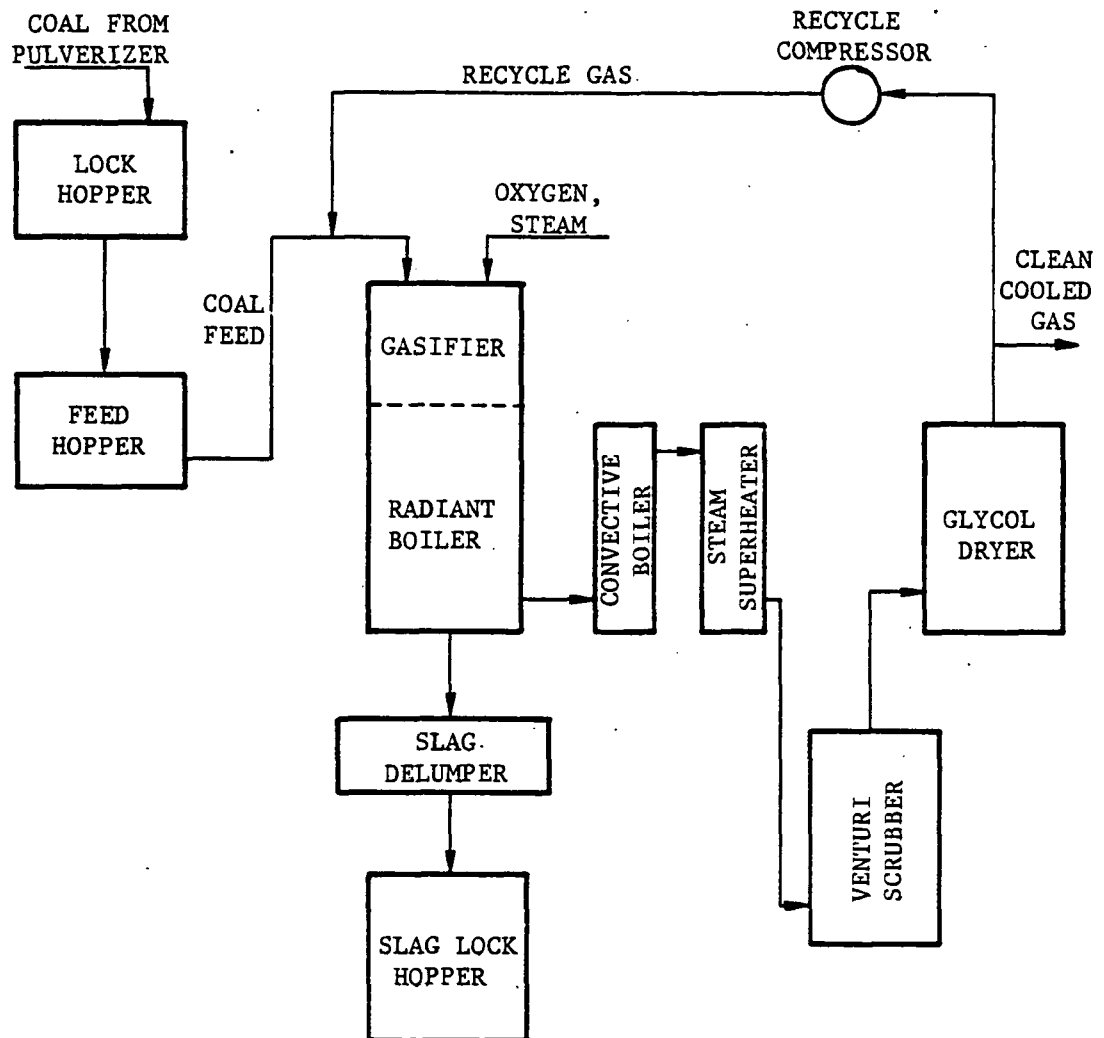 COAL FROM
PULVERIZER
RECYCLE
COMPRESSOR
RECYCLE GAS
LOCK
HOPPER
OXYGEN,
STEAM
CLEAN
COOLED
GAS
COAL
FEED
GASIFIER
FEED
HOPPER
RADIANT
BOILER
CONVECTIVE
BOILER
STEAM
SUPERHEATER
GLYCOL
DRYER
SLAG
DELUMPER
VENTURI
SCRUBBER
SLAG LOCK
HOPPER